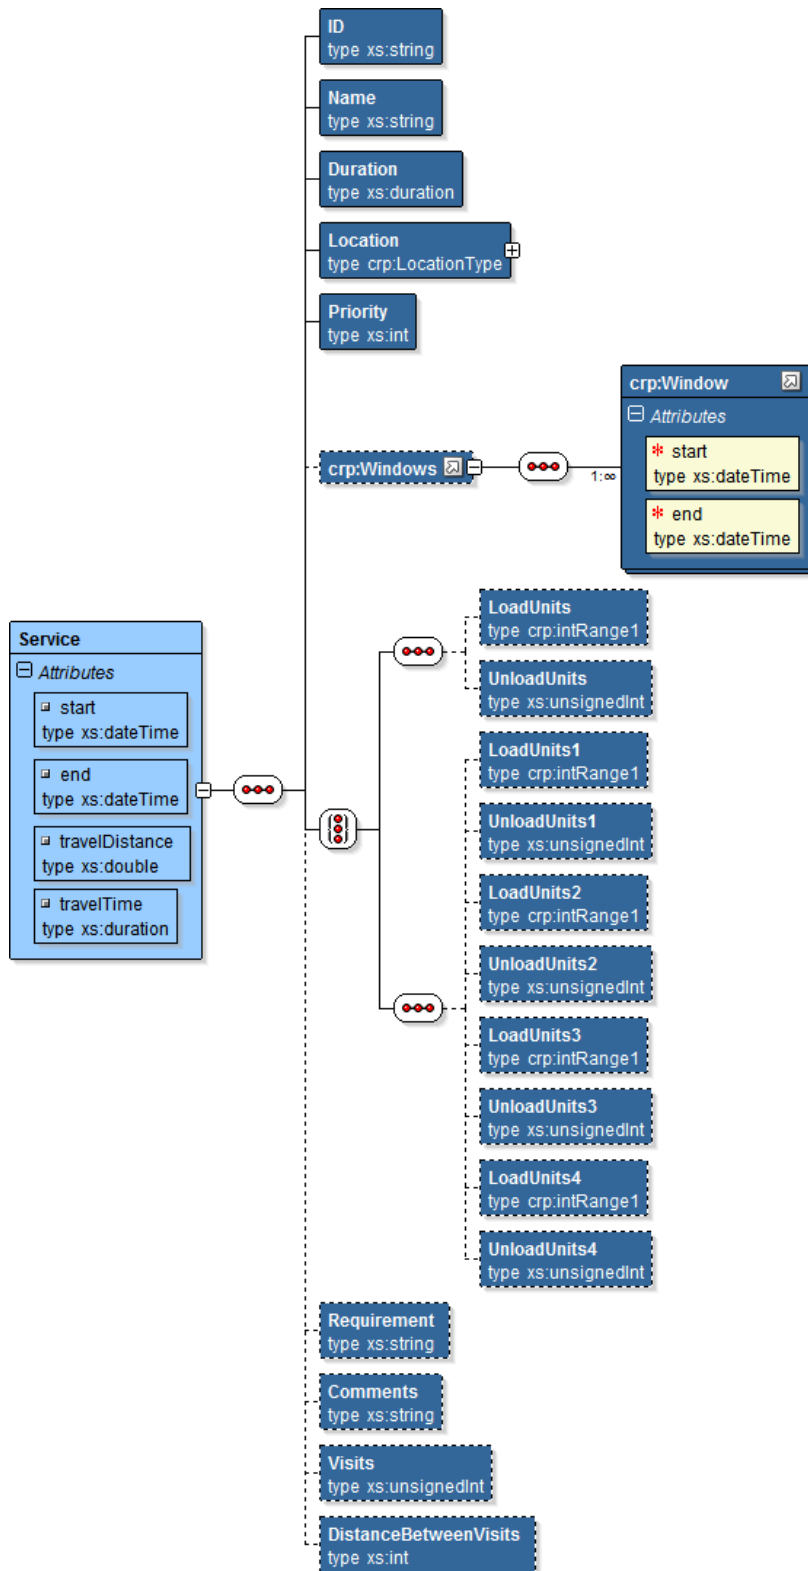 ID
type xs:string
Name
type xs:string
Duration
type xs:duration
Location
type crp:LocationType
Priority
type xs:int
crp:Window
Attributes
* start
type xs:dateTime
* end
type xs:dateTime
crp:Windows
1:∞
LoadUnits
type crp:intRange1
UnloadUnits
type xs:unsignedInt
Service
Attributes
start
type xs:dateTime
end
type xs:dateTime
travelDistance
type xs:double
travelTime
type xs:duration
LoadUnits1
type crp:intRange1
UnloadUnits1
type xs:unsignedInt
LoadUnits2
type crp:intRange1
UnloadUnits2
type xs:unsignedInt
LoadUnits3
type crp:intRange1
UnloadUnits3
type xs:unsignedInt
LoadUnits4
type crp:intRange1
UnloadUnits4
type xs:unsignedInt
Requirement
type xs:string
Comments
type xs:string
Visits
type xs:unsignedInt
DistanceBetweenVisits
type xs:int